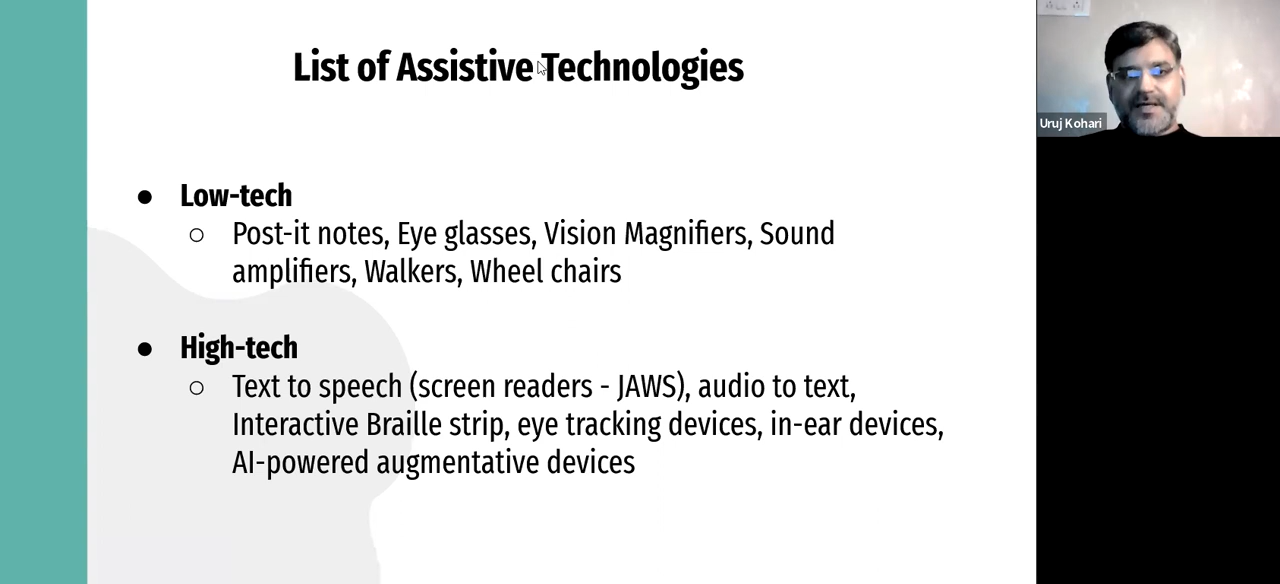 List of Assistive Technologies
● Low-tech
○ Post-it notes, Eye glasses, Vision Magnifiers, Sound
amplifiers, Walkers, Wheel chairs
● High-tech
○ Text to speech (screen readers - JAWS), audio to text,
Interactive Braille strip, eye tracking devices, in-ear devices,
AI-powered augmentative devices
Uruj Kohari